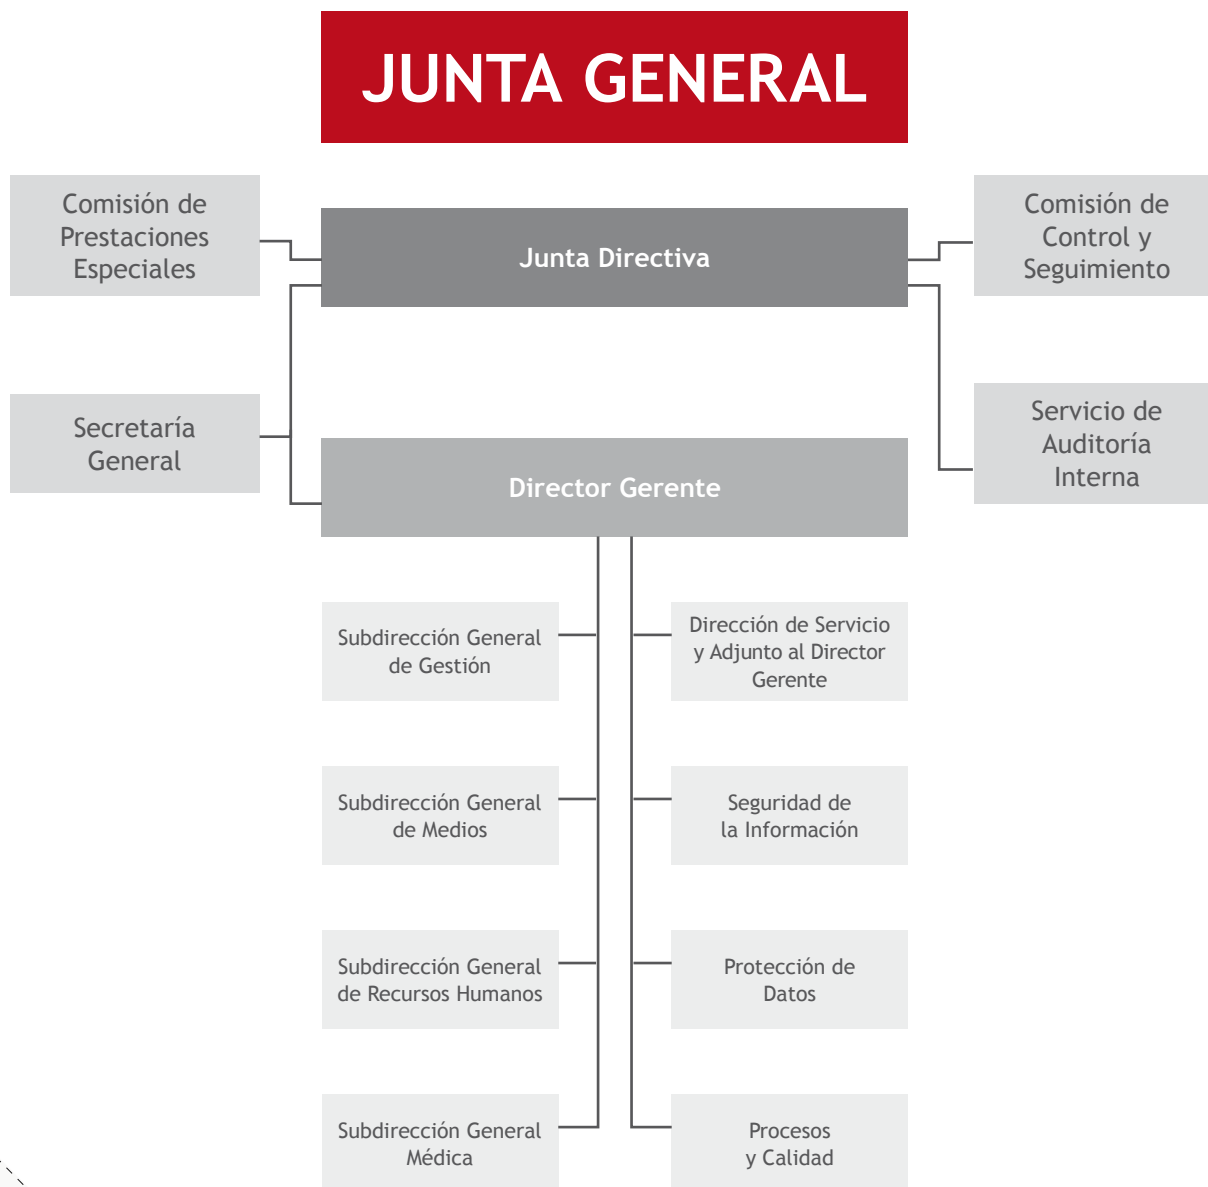 JUNTA GENERAL
Comisión de
Prestaciones
Especiales
Junta Directiva
Comisión de
Control y
Seguimiento
Secretaría
General
Servicio de
Auditoría
Interna
Director Gerente
Subdirección General
de Gestión
Dirección de Servicio
y Adjunto al Director
Gerente
Subdirección General
de Medios
Seguridad de
la Información
Subdirección General
de Recursos Humanos
Protección de
Datos
Subdirección General
Médica
Procesos
y Calidad